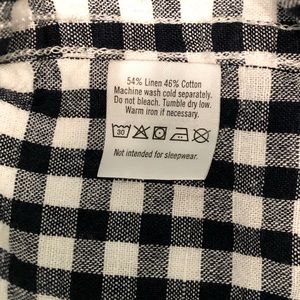 54% Linen 46% Cotton
Machine wash cold separately.
Do not bleach. Tumble dry low.
Warm iron if necessary.
30
Not intended for sleepwear.